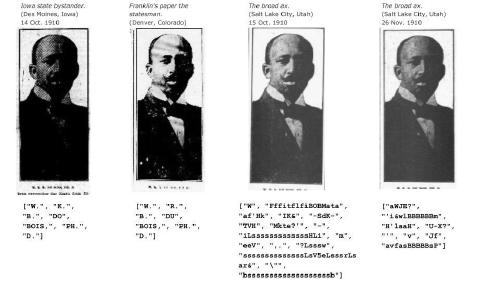 Iowa state bystander.
(Des Moines, Iowa)
14 Oct. 1910
Franklin's paper the
statesman.
(Denver, Colorado)
The broad ax.
(Salt Lake City, Utah)
15 Oct. 1910
The broad ax.
(Salt Lake City, Utah)
26 Nov. 1910
["W.", "K.",
"B.", "DO",
"BOIS,", "PH.",
"D."]
["W.", "R.",
"B.", "DU",
"BOIS,", "PH.",
"D."]
["W", "FffitflfiBOBMata",
"af'Hk", "IK&", "-SdK-",
"TVH", "Mkte?'", "-",
"iLsssssssssssssHLi", "m",
"eeV", ",.", "?Lsssw",
"sssssssssssssLsV5eLsssrLs
ar&", "\"",
"bssssssssssssssssssb"]
["aWJE?",
"'i&wlBBBBBBm",
"H'laaH", "U-X?",
"'", "v", "Jf",
"avfasBBBBBsP"]